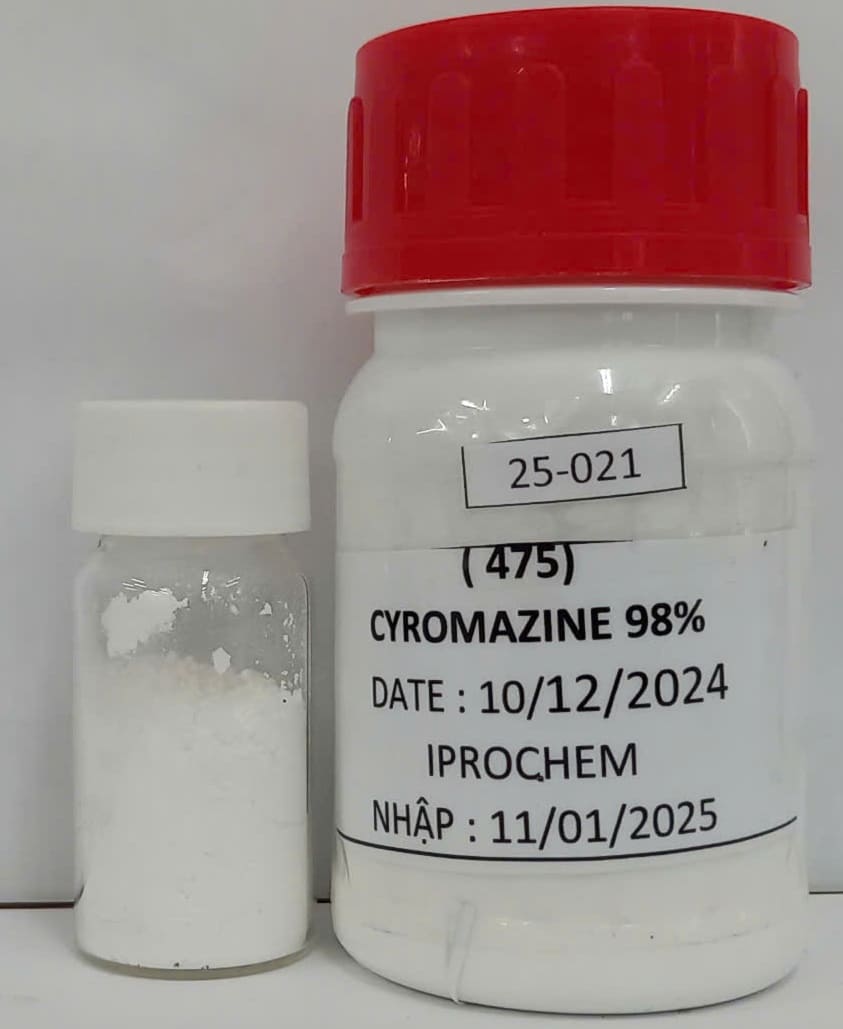 25-021
( 475)
CYROMAZINE 98%
DATE : 10/12/2024
IPROCHEM
NHẬP : 11/01/2025